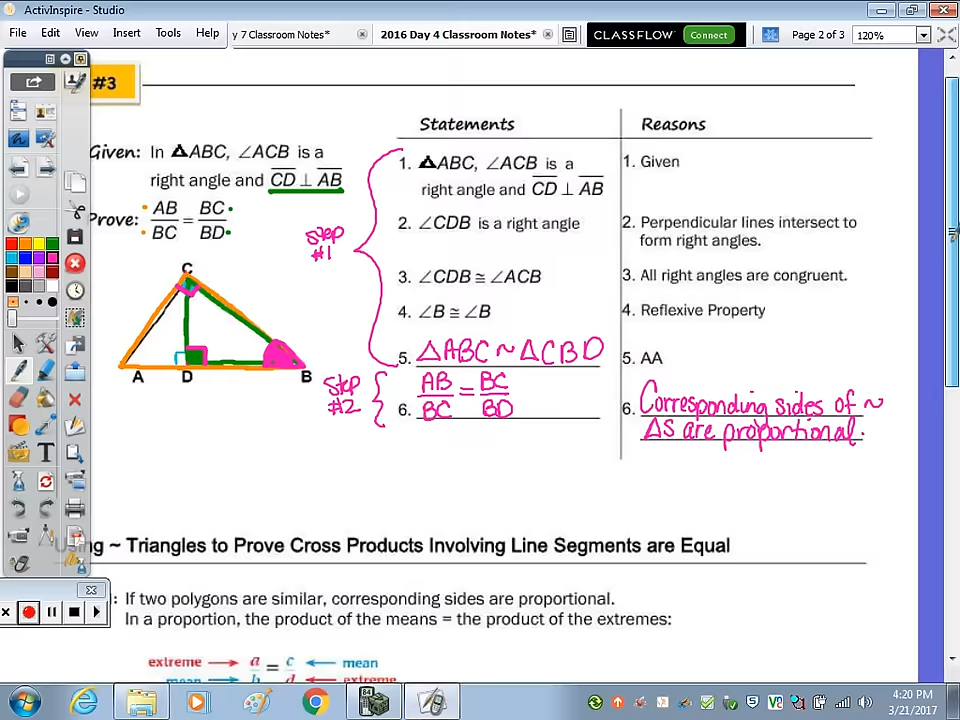 ActivInspire - Studio
File Edit View Insert Tools Help
y 7 Classroom Notes*
2016 Day 4 Classroom Notes*
CLASSFLOW Connect
Page 2 of 3
120%
#3
Statements Reasons
Given: In △ABC, ∠ACB is a
right angle and CD ⊥ AB
Prove: AB/BC = BC/BD
1. △ABC, ∠ACB is a
right angle and CD ⊥ AB
1. Given
2. ∠CDB is a right angle
2. Perpendicular lines intersect to
form right angles.
3. ∠CDB ≅ ∠ACB
3. All right angles are congruent.
4. ∠B ≅ ∠B
4. Reflexive Property
5. △ABC ~ △CBD
5. AA
6. AB/BC = BC/BD
6. Corresponding sides of ~
△s are proportional.
Step
#1
Step
#2
C
A D B
Using ~ Triangles to Prove Cross Products Involving Line Segments are Equal
: If two polygons are similar, corresponding sides are proportional.
In a proportion, the product of the means = the product of the extremes:
extreme → a/b = c/d ← mean
mean extreme
4:20 PM
3/21/2017